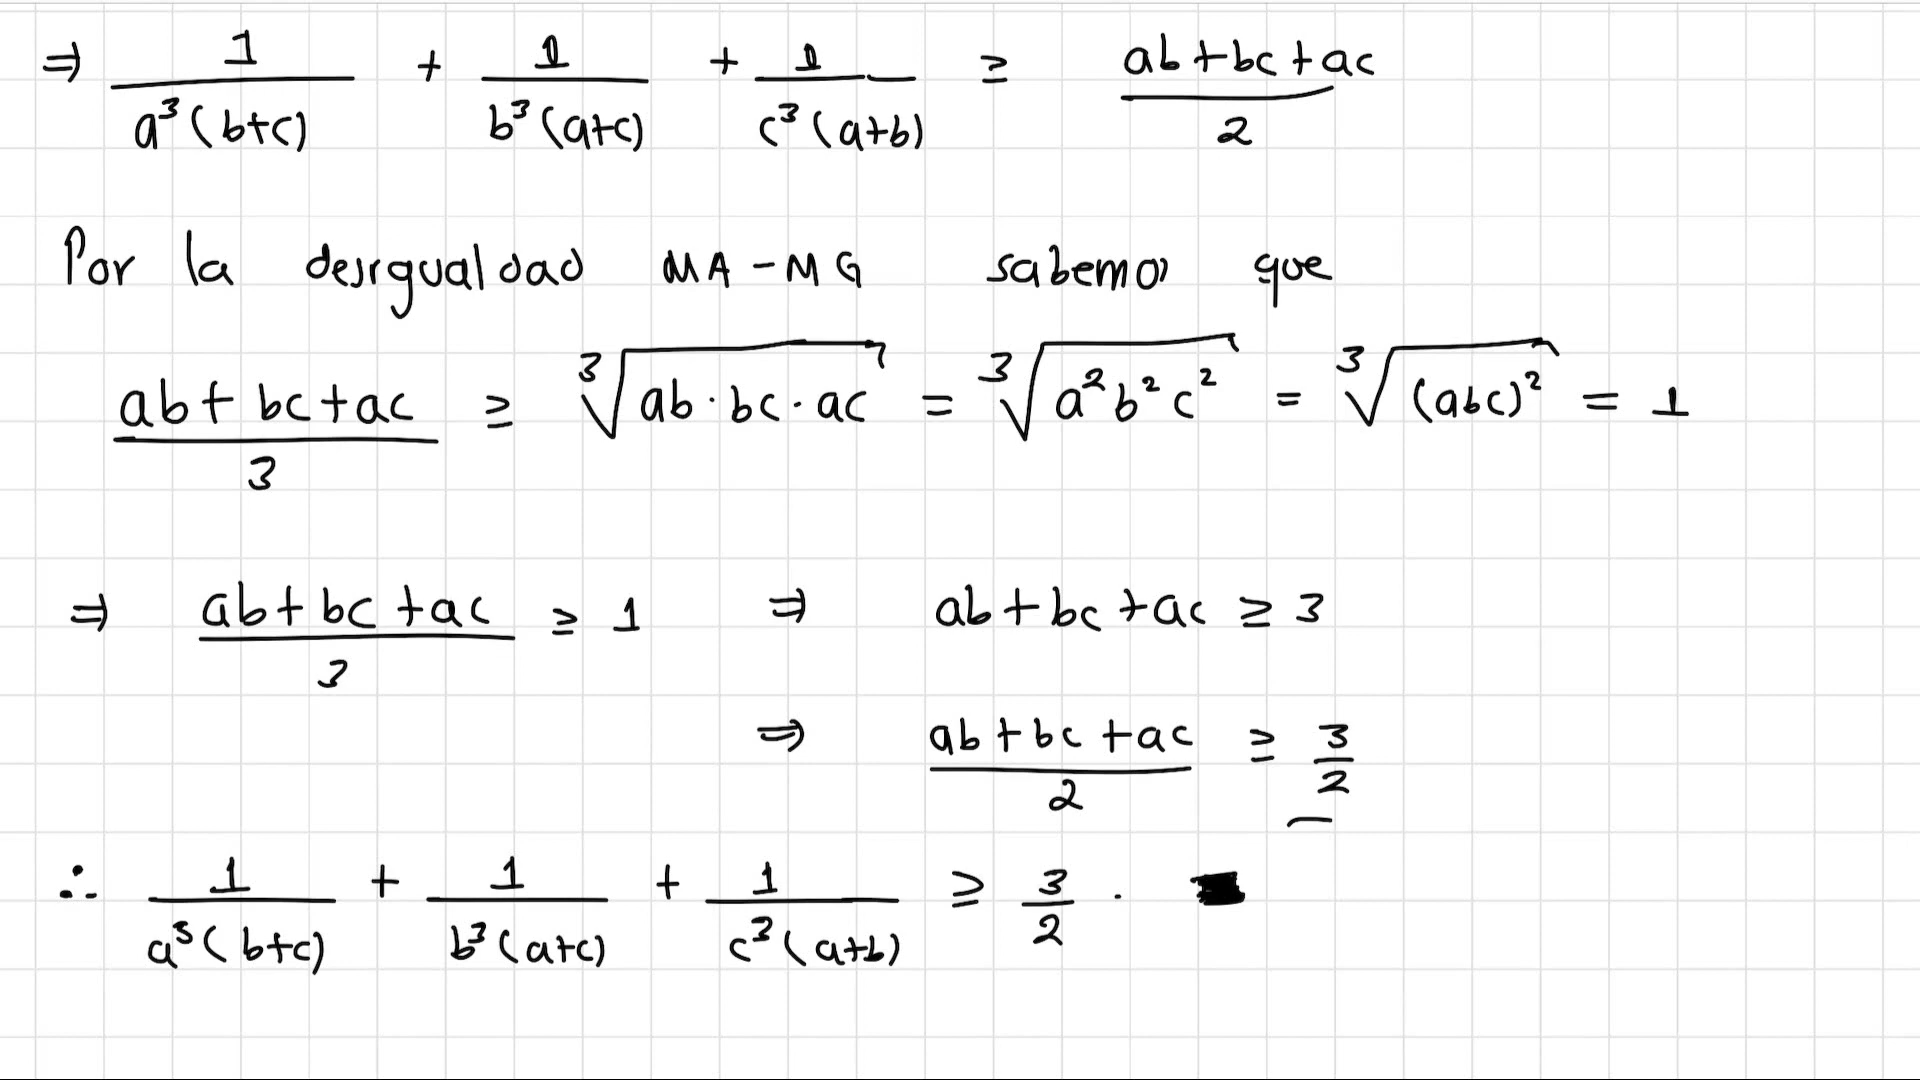 ⇒ 1/(a³(b+c)) + 1/(b³(a+c)) + 1/(c³(a+b)) ≥ (ab+bc+ac)/2
Por la desigualdad MA-MG sabemos que
(ab+bc+ac)/3 ≥ ∛(ab·bc·ac) = ∛(a²b²c²) = ∛((abc)²) = 1
⇒ (ab+bc+ac)/3 ≥ 1 ⇒ ab+bc+ac ≥ 3
⇒ (ab+bc+ac)/2 ≥ 3/2
∴ 1/(a³(b+c)) + 1/(b³(a+c)) + 1/(c³(a+b)) ≥ 3/2 . ■